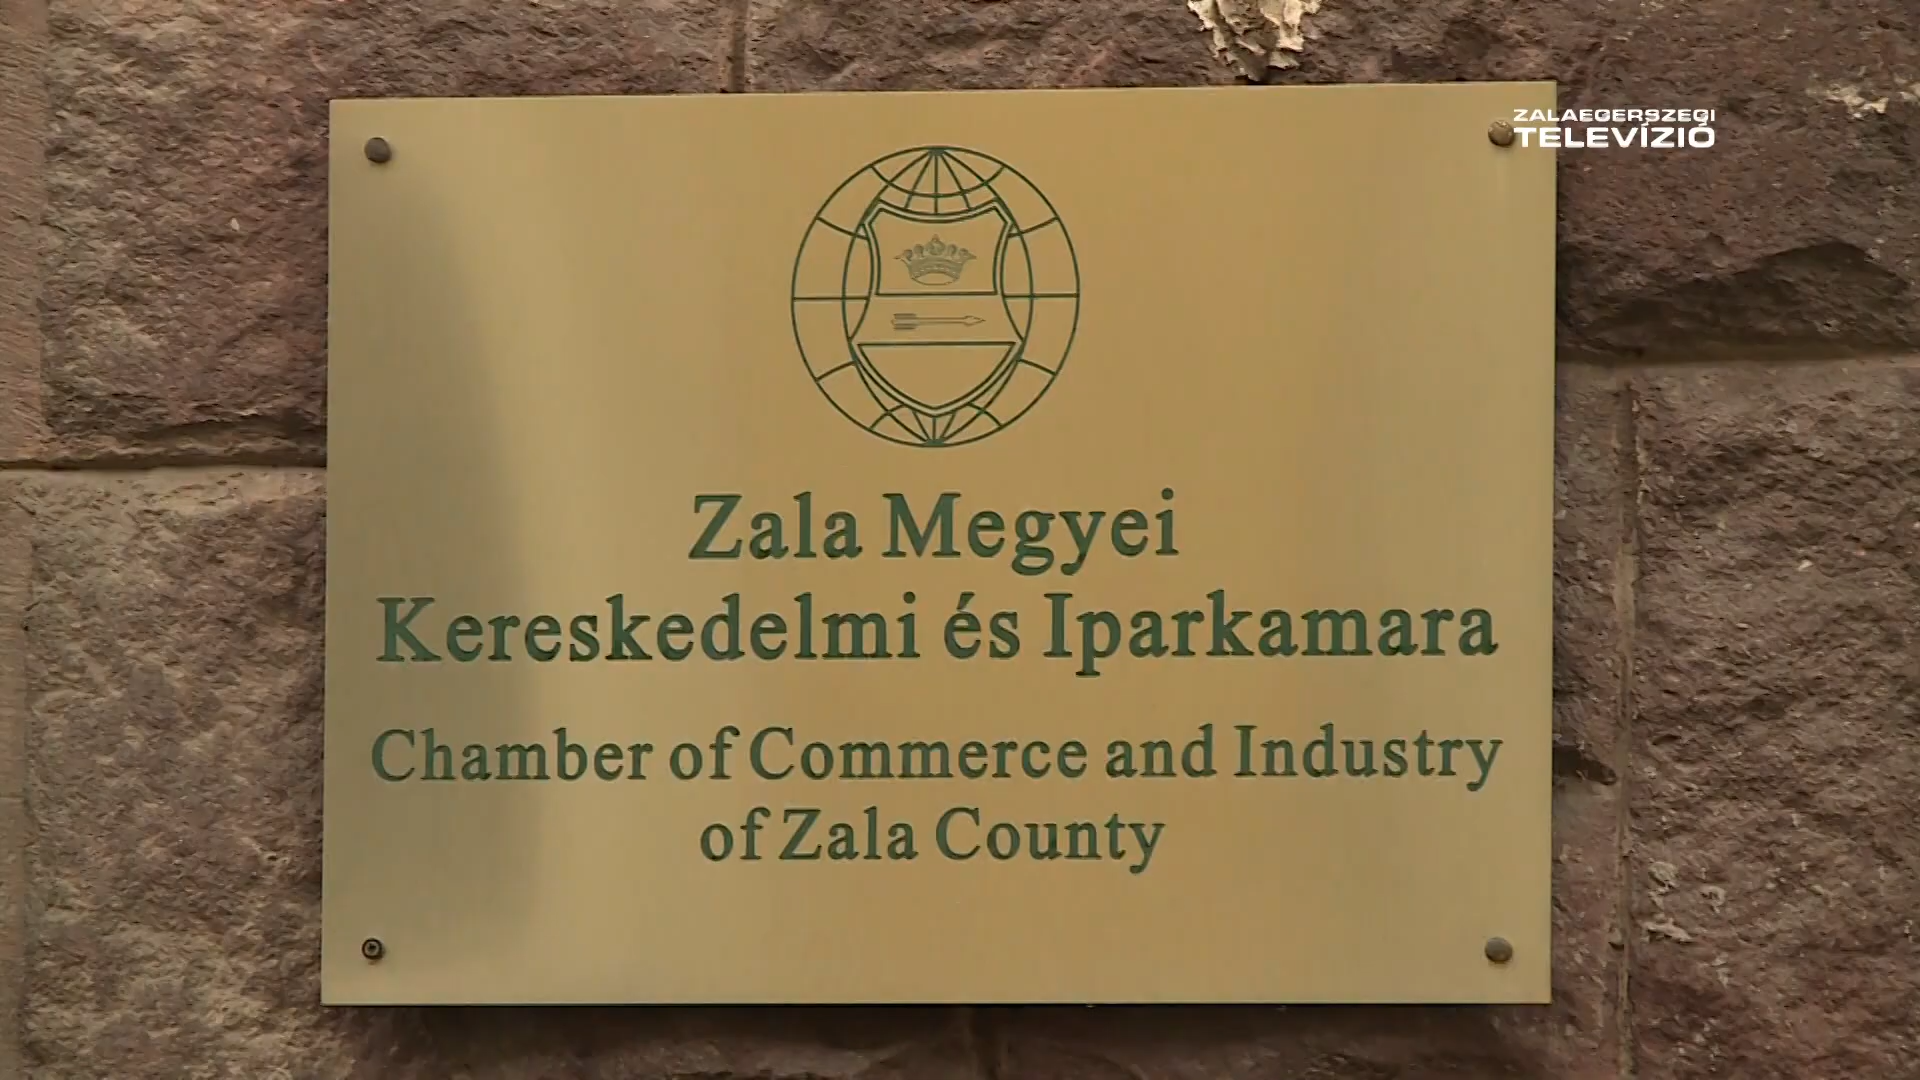 ZALAEGERSZEGI
TELEVÍZIÓ
Zala Megyei
Kereskedelmi és Iparkamara
Chamber of Commerce and Industry
of Zala County